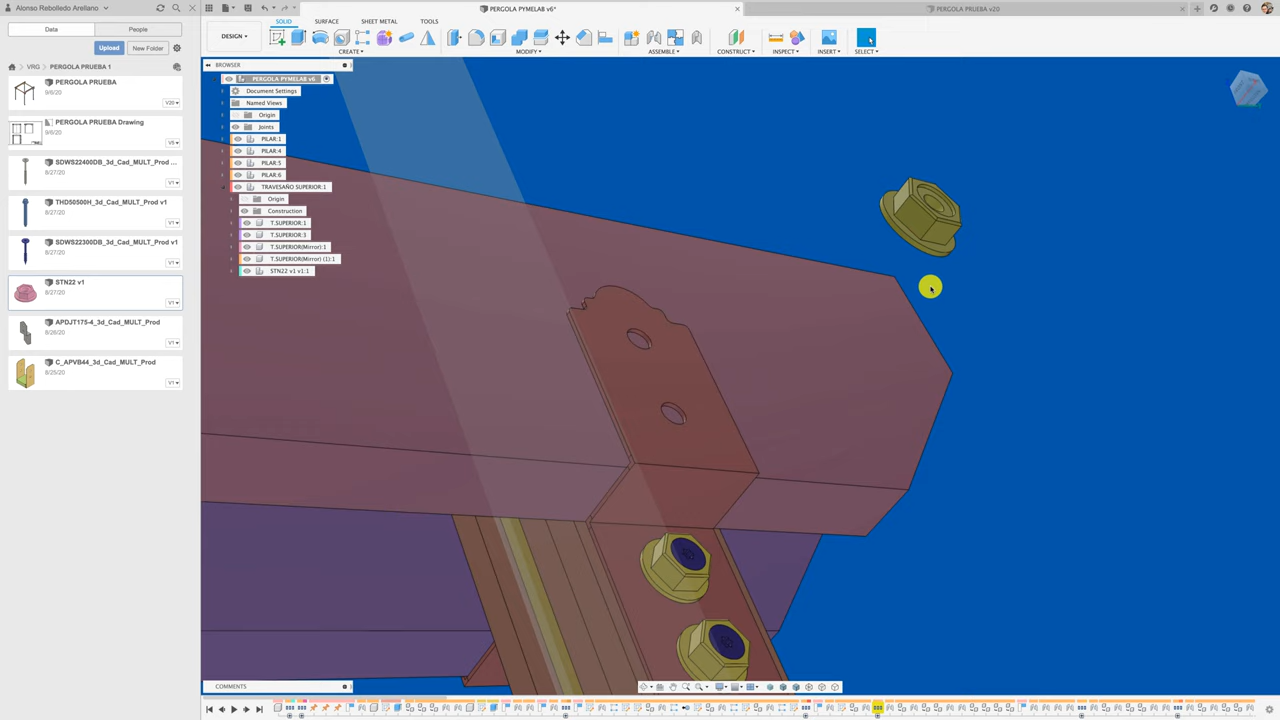 Alonso Rebolledo Arellano
Data
People
Upload
New Folder
VRG
PERGOLA PRUEBA 1
PERGOLA PRUEBA
9/6/20
V20
PERGOLA PRUEBA Drawing
9/6/20
V5
SDWS22400DB_3d_Cad_MULT_Prod ...
8/27/20
V1
THD50500H_3d_Cad_MULT_Prod v1
8/27/20
V1
SDWS22300DB_3d_Cad_MULT_Prod v1
8/27/20
V1
STN22 v1
8/27/20
V1
APDJT175-4_3d_Cad_MULT_Prod
8/28/20
V1
C_APVB44_3d_Cad_MULT_Prod
8/25/20
V1
PERGOLA PYMELAB v6*
PERGOLA PRUEBA v20
SOLID
SURFACE
SHEET METAL
TOOLS
DESIGN
CREATE
MODIFY
ASSEMBLE
CONSTRUCT
INSPECT
INSERT
SELECT
BROWSER
PERGOLA PYMELAB v6
Document Settings
Named Views
Origin
Joints
PILAR:1
PILAR:4
PILAR:5
PILAR:6
TRAVESAÑO SUPERIOR:1
Origin
Construction
T.SUPERIOR:1
T.SUPERIOR:3
T.SUPERIOR(Mirror):1
T.SUPERIOR(Mirror) (1):1
STN22 v1 v1:1
COMMENTS